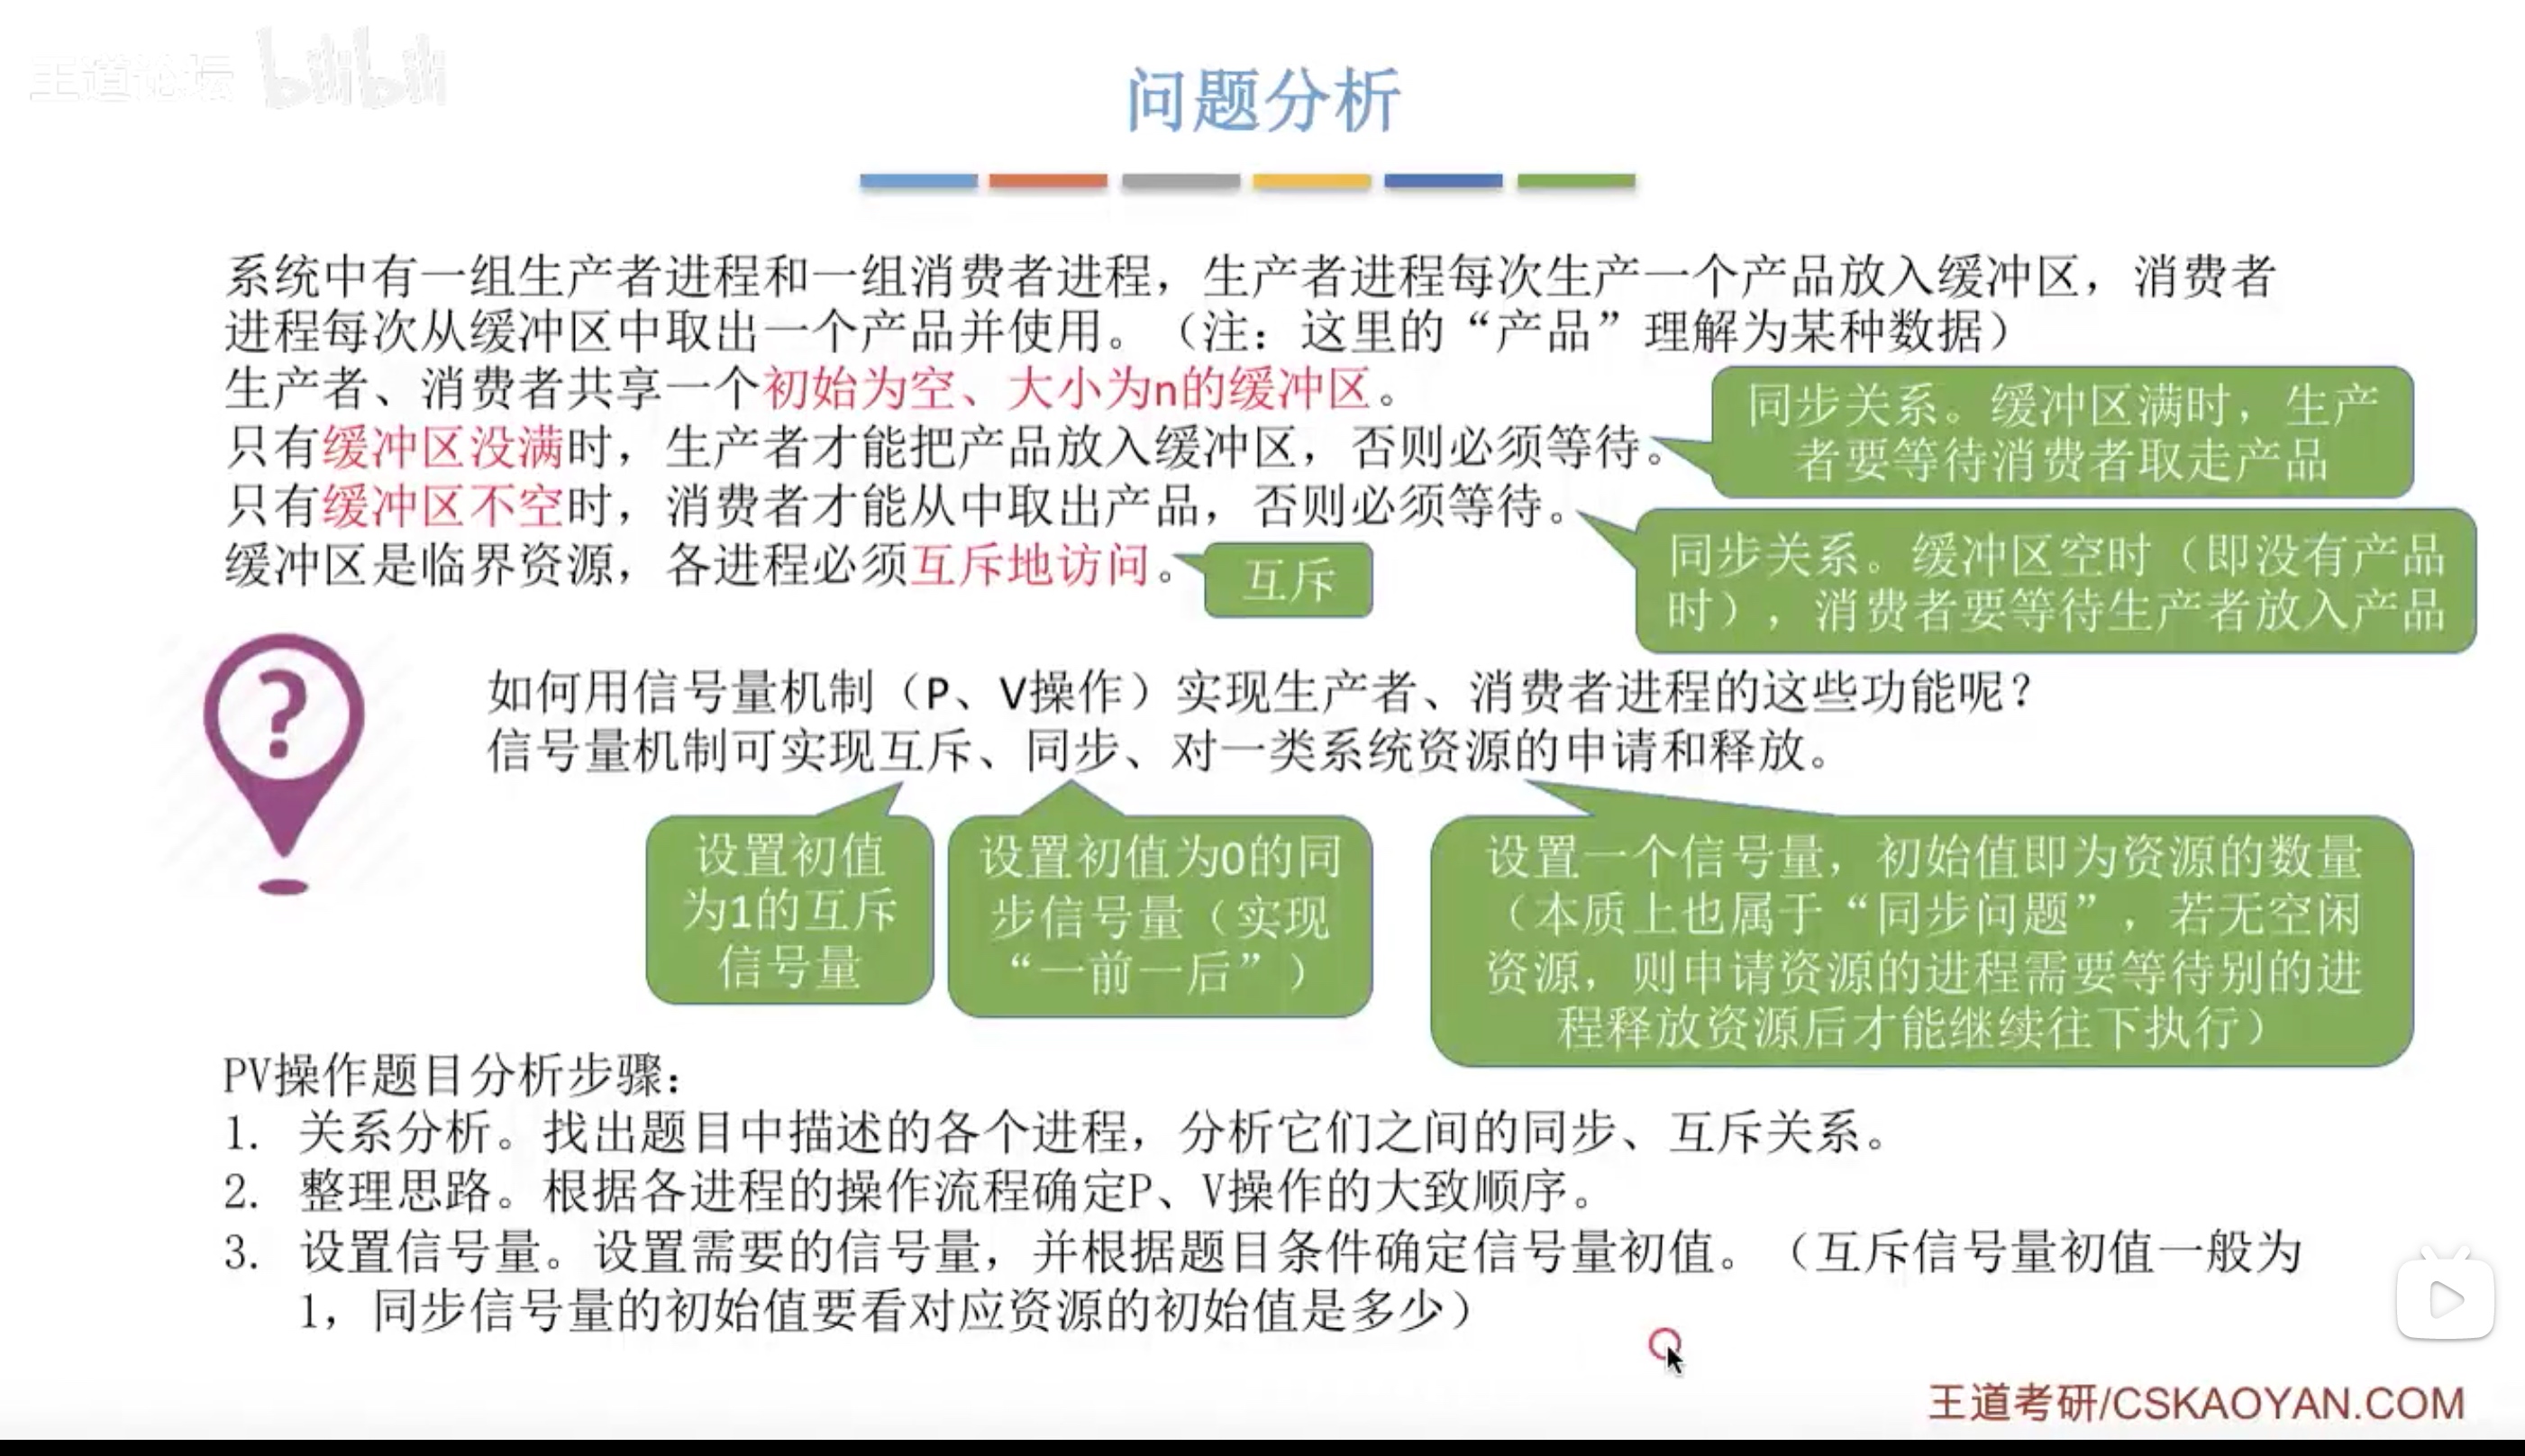 王道论坛 bilibili
问题分析
系统中有一组生产者进程和一组消费者进程，生产者进程每次生产一个产品放入缓冲区，消费者
进程每次从缓冲区中取出一个产品并使用。（注：这里的“产品”理解为某种数据）
生产者、消费者共享一个初始为空、大小为n的缓冲区。
只有缓冲区没满时，生产者才能把产品放入缓冲区，否则必须等待。
同步关系。缓冲区满时，生产
者要等待消费者取走产品
只有缓冲区不空时，消费者才能从中取出产品，否则必须等待。
同步关系。缓冲区空时（即没有产品
时），消费者要等待生产者放入产品
缓冲区是临界资源，各进程必须互斥地访问。
互斥
?
如何用信号量机制（P、V操作）实现生产者、消费者进程的这些功能呢？
信号量机制可实现互斥、同步、对一类系统资源的申请和释放。
设置初值
为1的互斥
信号量
设置初值为0的同
步信号量（实现
“一前一后”）
设置一个信号量，初始值即为资源的数量
（本质上也属于“同步问题”，若无空闲
资源，则申请资源的进程需要等待别的进
程释放资源后才能继续往下执行）
PV操作题目分析步骤：
1. 关系分析。找出题目中描述的各个进程，分析它们之间的同步、互斥关系。
2. 整理思路。根据各进程的操作流程确定P、V操作的大致顺序。
3. 设置信号量。设置需要的信号量，并根据题目条件确定信号量初值。（互斥信号量初值一般为
1，同步信号量的初始值要看对应资源的初始值是多少）
王道考研/CSKAOYAN.COM